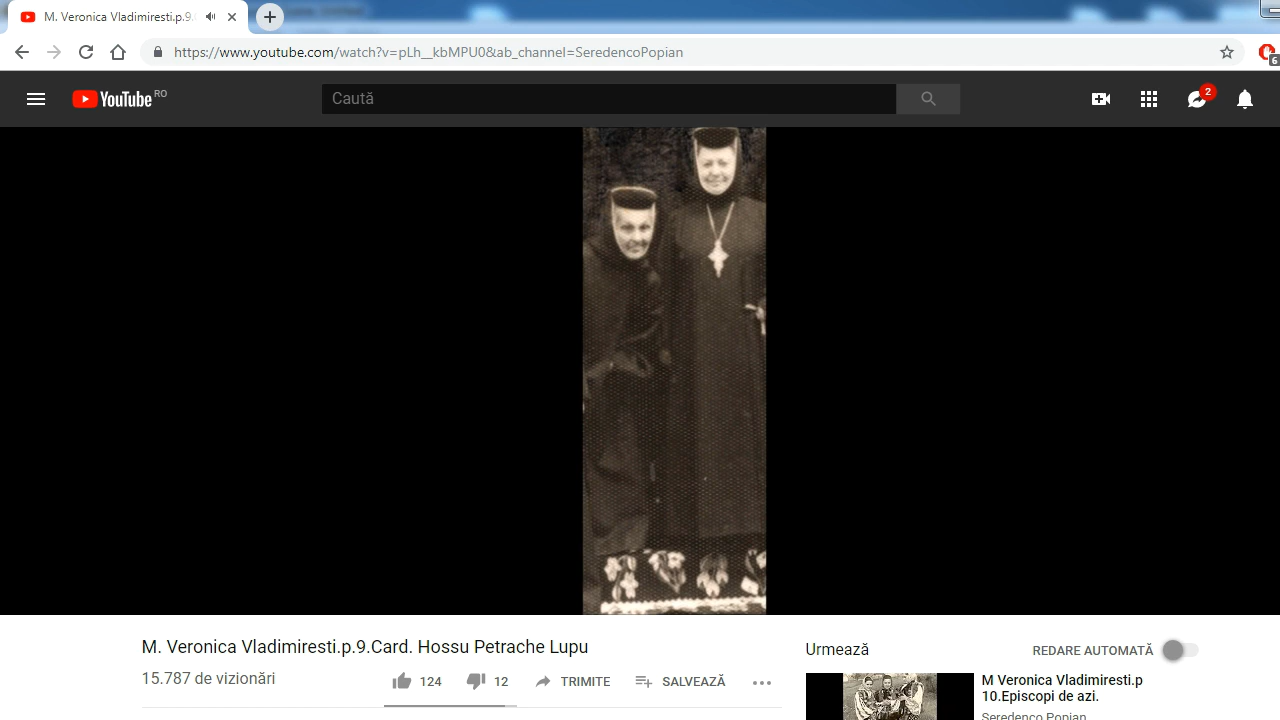 M. Veronica Vladimiresti.p.9.
https://www.youtube.com/watch?v=pLh__kbMPU0&ab_channel=SeredencoPopian
6
YouTube RO
Caută
2
M. Veronica Vladimiresti.p.9.Card. Hossu Petrache Lupu
15.787 de vizionări
124
12
TRIMITE
SALVEAZĂ
Urmează
REDARE AUTOMATĂ
M Veronica Vladimiresti.p
10.Episcopi de azi.
Seredenco Popian